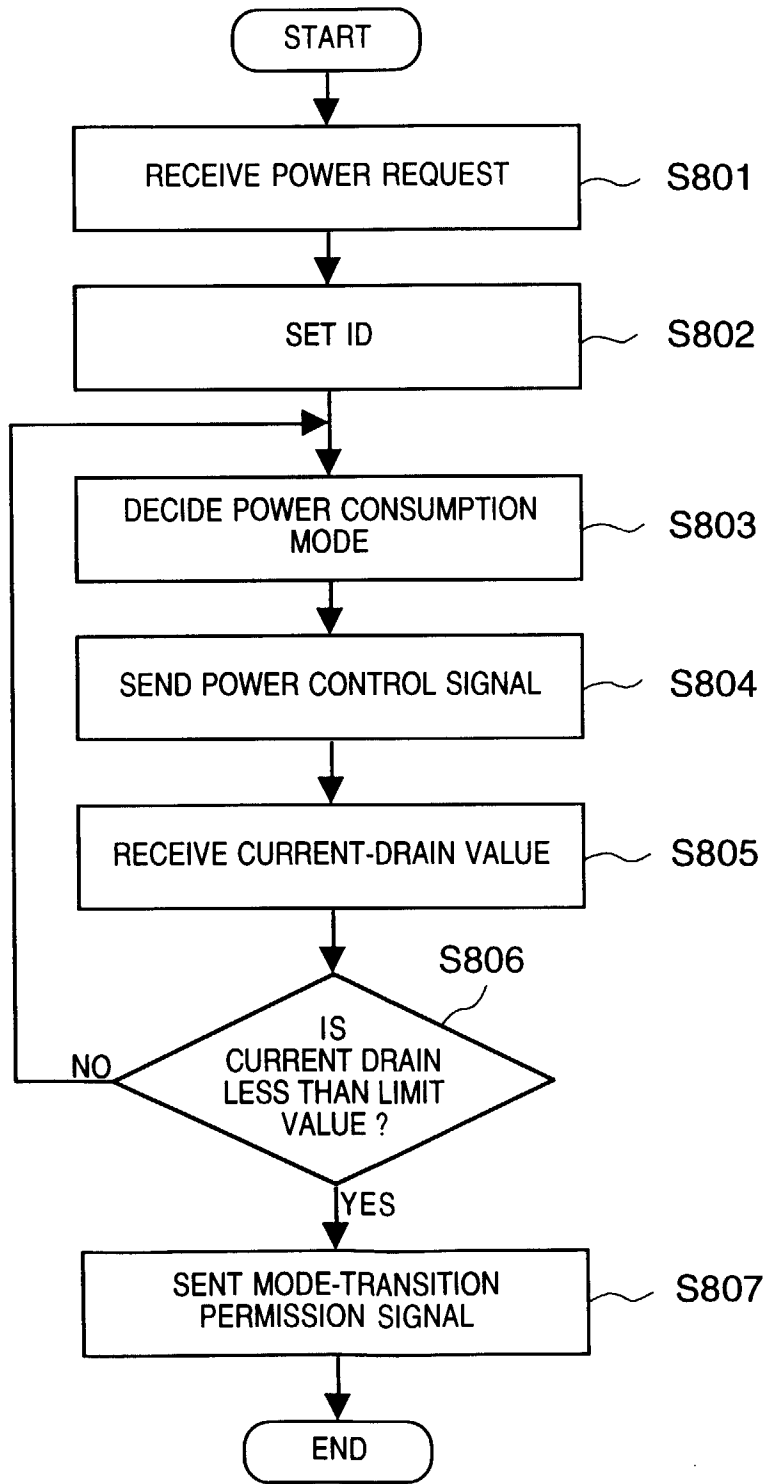 START
RECEIVE POWER REQUEST
S801
SET ID
S802
DECIDE POWER CONSUMPTION
MODE
S803
SEND POWER CONTROL SIGNAL
S804
RECEIVE CURRENT-DRAIN VALUE
S805
S806
IS
CURRENT DRAIN
LESS THAN LIMIT
VALUE ?
NO
YES
SENT MODE-TRANSITION
PERMISSION SIGNAL
S807
END